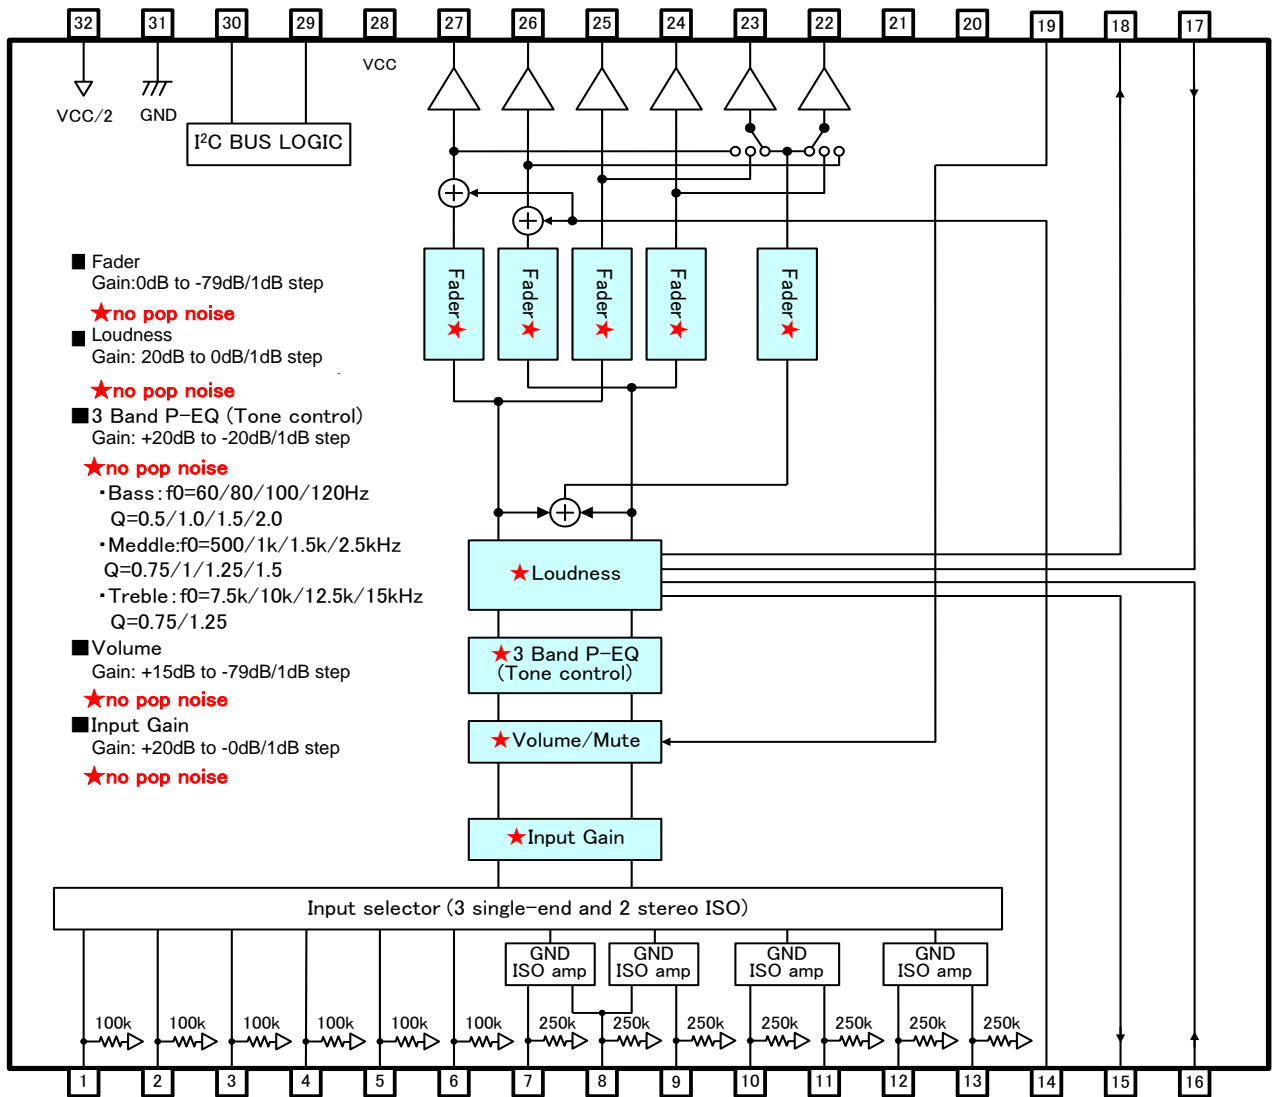 32 31 30 29 28 27 26 25 24 23 22 21 20 19 18 17
VCC
VCC/2 GND
I²C BUS LOGIC
■ Fader
Gain:0dB to -79dB/1dB step
★no pop noise
■ Loudness
Gain: 20dB to 0dB/1dB step
★no pop noise
■3 Band P-EQ (Tone control)
Gain: +20dB to -20dB/1dB step
★no pop noise
・Bass:f0=60/80/100/120Hz
Q=0.5/1.0/1.5/2.0
・Meddle:f0=500/1k/1.5k/2.5kHz
Q=0.75/1/1.25/1.5
・Treble:f0=7.5k/10k/12.5k/15kHz
Q=0.75/1.25
■Volume
Gain: +15dB to -79dB/1dB step
★no pop noise
■Input Gain
Gain: +20dB to -0dB/1dB step
★no pop noise
Fader★
Fader★
Fader★
Fader★
Fader★
★Loudness
★3 Band P-EQ
(Tone control)
★Volume/Mute
★Input Gain
Input selector (3 single-end and 2 stereo ISO)
GND
ISO amp
GND
ISO amp
GND
ISO amp
GND
ISO amp
100k 100k 100k 100k 100k 100k 250k 250k 250k 250k 250k 250k 250k
1 2 3 4 5 6 7 8 9 10 11 12 13 14 15 16